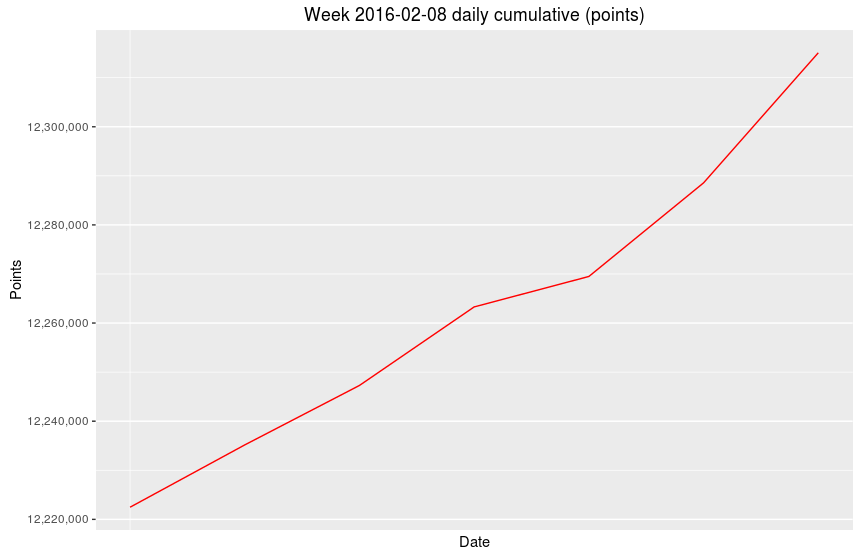 Week 2016-02-08 daily cumulative (points)
Points
12,300,000
12,280,000
12,260,000
12,240,000
12,220,000
Date